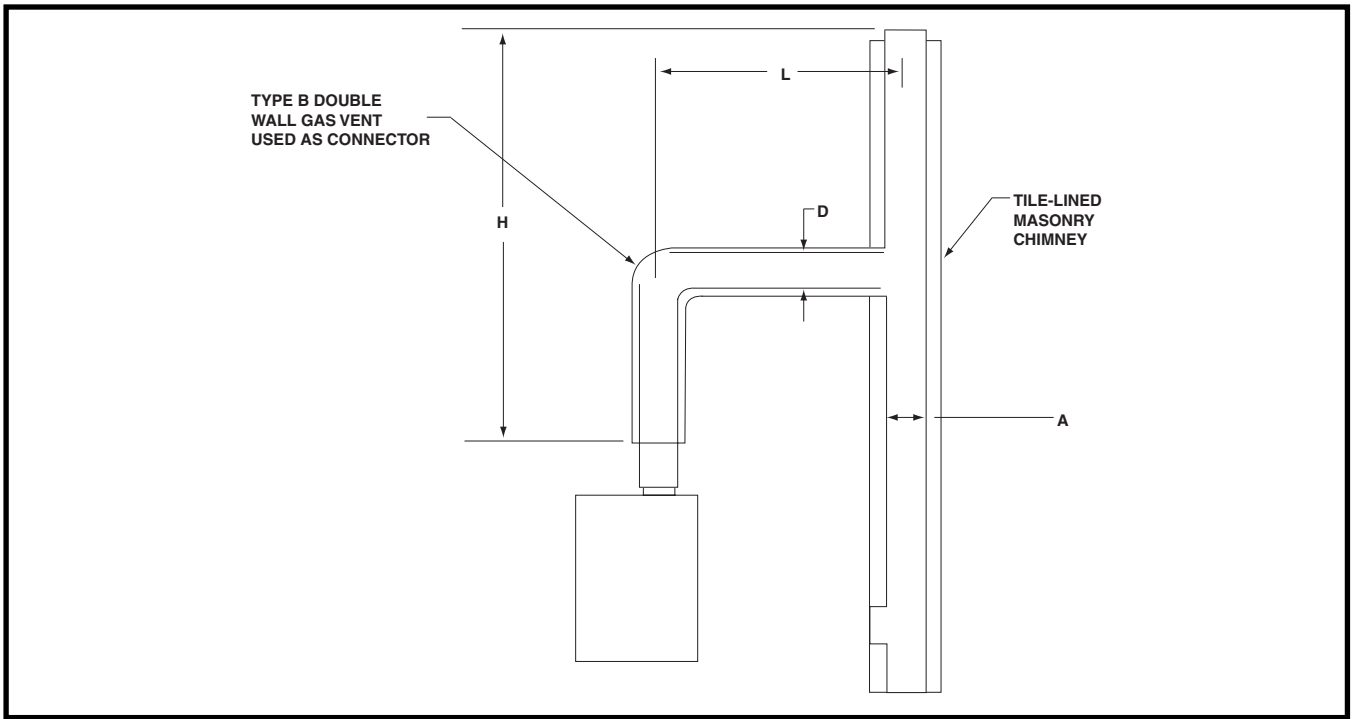 L
TYPE B DOUBLE
WALL GAS VENT
USED AS CONNECTOR
H
D
TILE-LINED
MASONRY
CHIMNEY
A